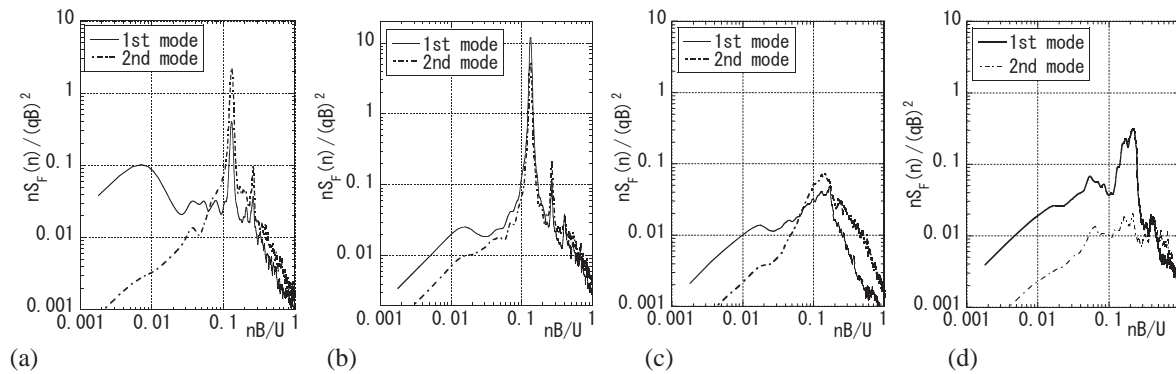 10
1st mode
2nd mode
1
0.1
0.01
0.001
nS_F(n)/(qB)^2
0.001 0.01 0.1 1
nB/U
(a)
10
1st mode
2nd mode
1
0.1
0.01
nS_F(n)/(qB)^2
0.001 0.01 0.1 1
nB/U
(b)
10
1st mode
2nd mode
1
0.1
0.01
0.001
nS_F(n)/(qB)^2
0.001 0.01 0.1 1
nB/U
(c)
10
1st mode
2nd mode
1
0.1
0.01
0.001
nS_F(n)/(qB)^2
0.001 0.01 0.1
nB/U
(d)